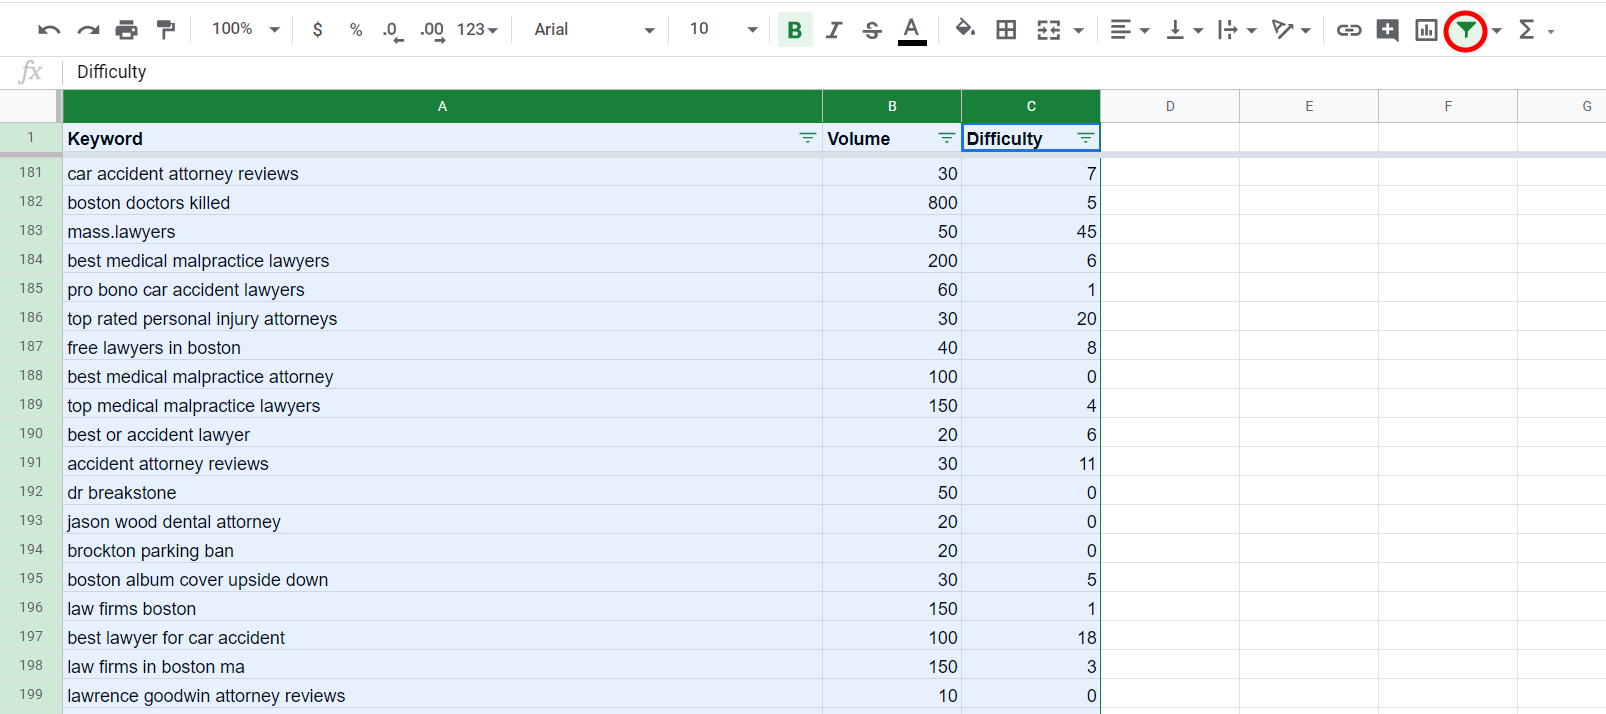 100% $ % .0 .00 123 Arial 10 B I S A Σ
fx Difficulty
A B C D E F G
1 Keyword Volume Difficulty
181 car accident attorney reviews 30 7
182 boston doctors killed 800 5
183 mass.lawyers 50 45
184 best medical malpractice lawyers 200 6
185 pro bono car accident lawyers 60 1
186 top rated personal injury attorneys 30 20
187 free lawyers in boston 40 8
188 best medical malpractice attorney 100 0
189 top medical malpractice lawyers 150 4
190 best or accident lawyer 20 6
191 accident attorney reviews 30 11
192 dr breakstone 50 0
193 jason wood dental attorney 20 0
194 brockton parking ban 20 0
195 boston album cover upside down 30 5
196 law firms boston 150 1
197 best lawyer for car accident 100 18
198 law firms in boston ma 150 3
199 lawrence goodwin attorney reviews 10 0